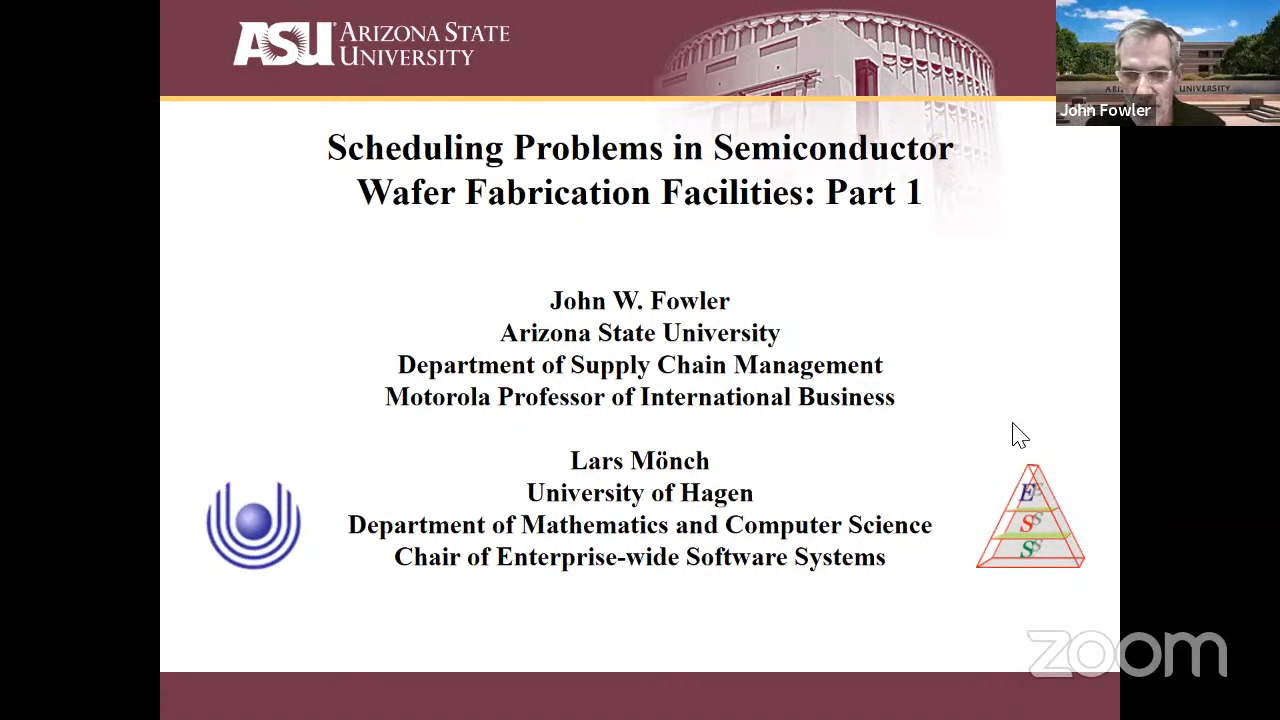 ASU ARIZONA STATE
UNIVERSITY
John Fowler
Scheduling Problems in Semiconductor
Wafer Fabrication Facilities: Part 1
John W. Fowler
Arizona State University
Department of Supply Chain Management
Motorola Professor of International Business
Lars Mönch
University of Hagen
Department of Mathematics and Computer Science
Chair of Enterprise-wide Software Systems
E
S
S
zoom